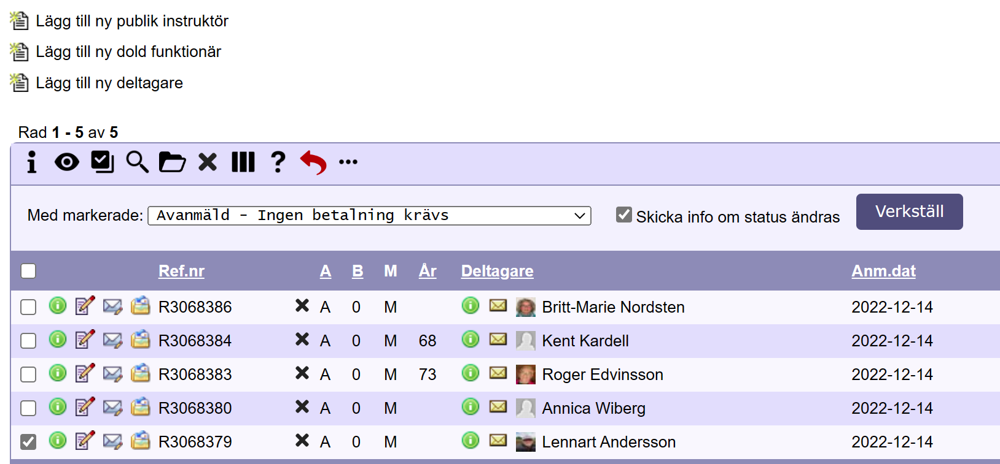 Lägg till ny publik instruktör
Lägg till ny dold funktionär
Lägg till ny deltagare
Rad 1 - 5 av 5
Med markerade: Avanmäld - Ingen betalning krävs Skicka info om status ändras Verkställ
Ref.nr A B M År Deltagare Anm.dat
R3068386 A 0 M Britt-Marie Nordsten 2022-12-14
R3068384 A 0 M 68 Kent Kardell 2022-12-14
R3068383 A 0 M 73 Roger Edvinsson 2022-12-14
R3068380 A 0 M Annica Wiberg 2022-12-14
R3068379 A 0 M Lennart Andersson 2022-12-14